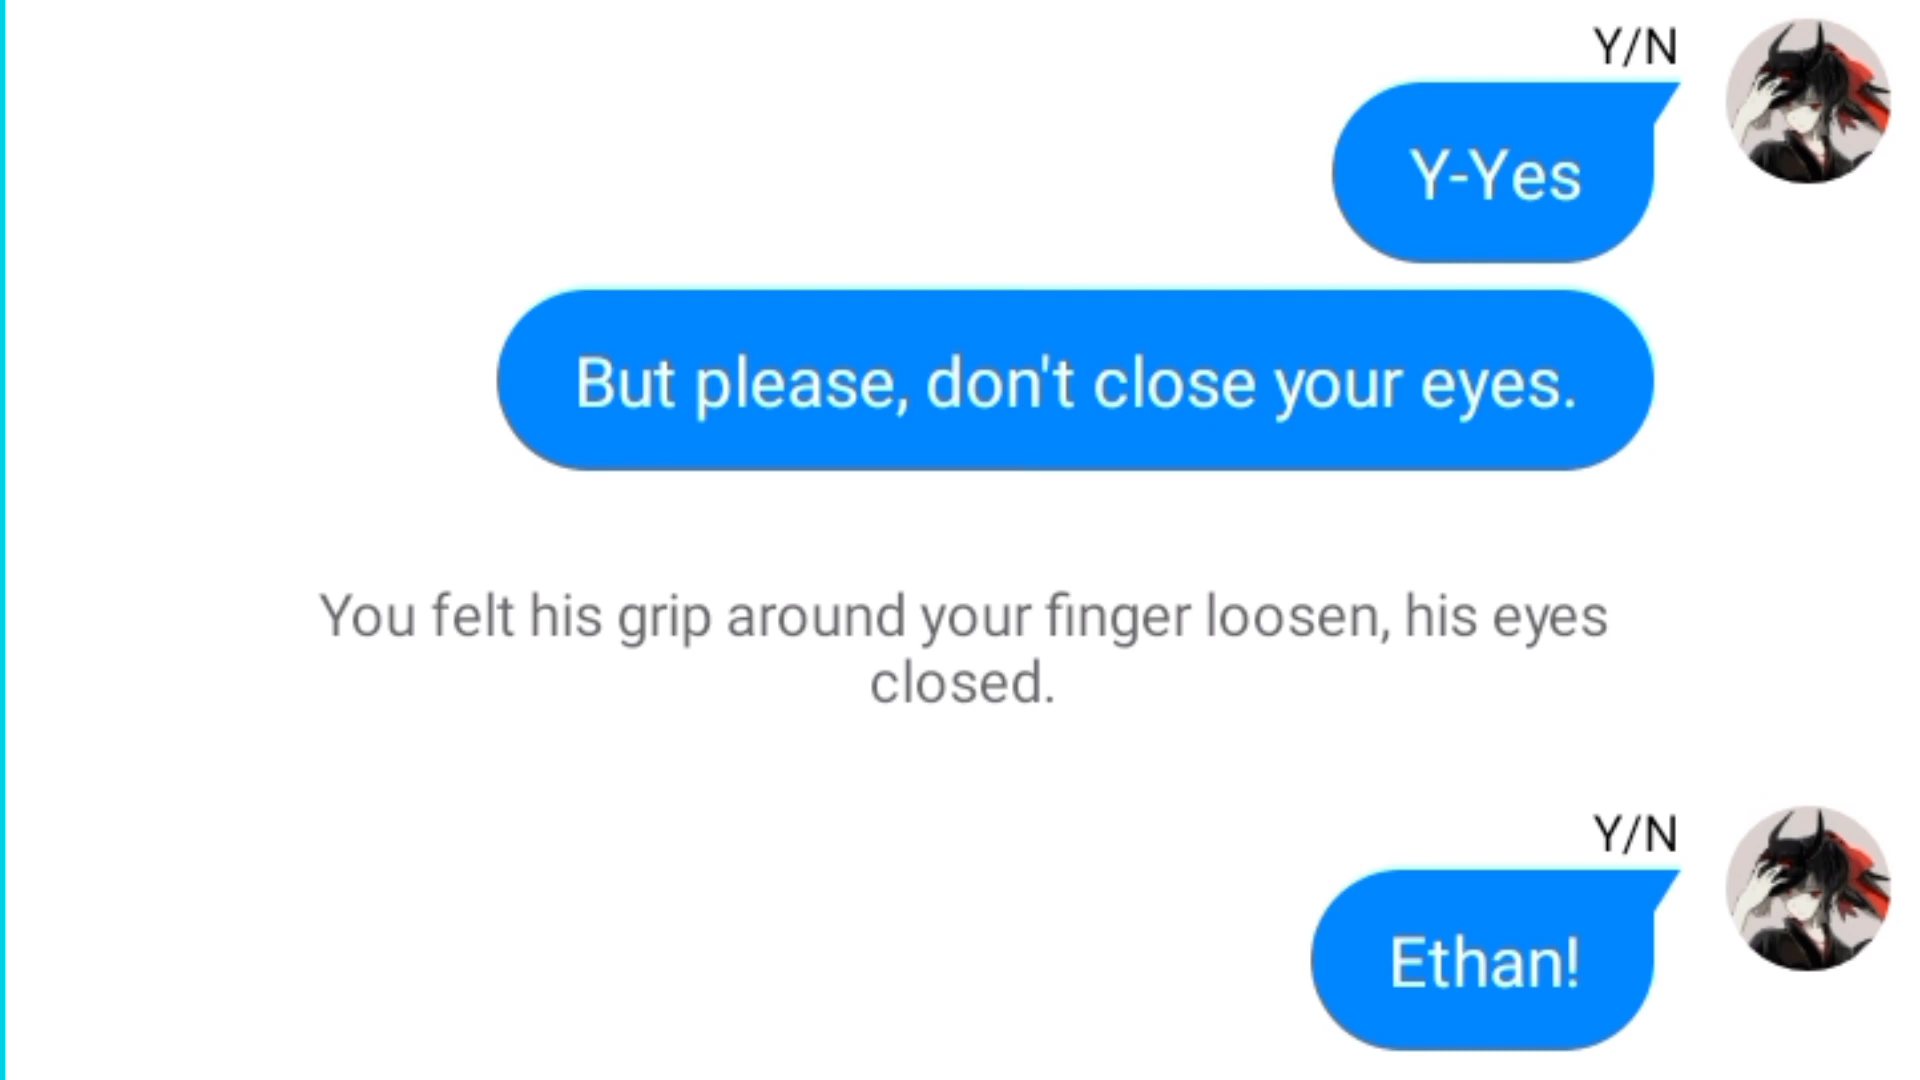 Y/N
Y-Yes
But please, don't close your eyes.
You felt his grip around your finger loosen, his eyes
closed.
Y/N
Ethan!